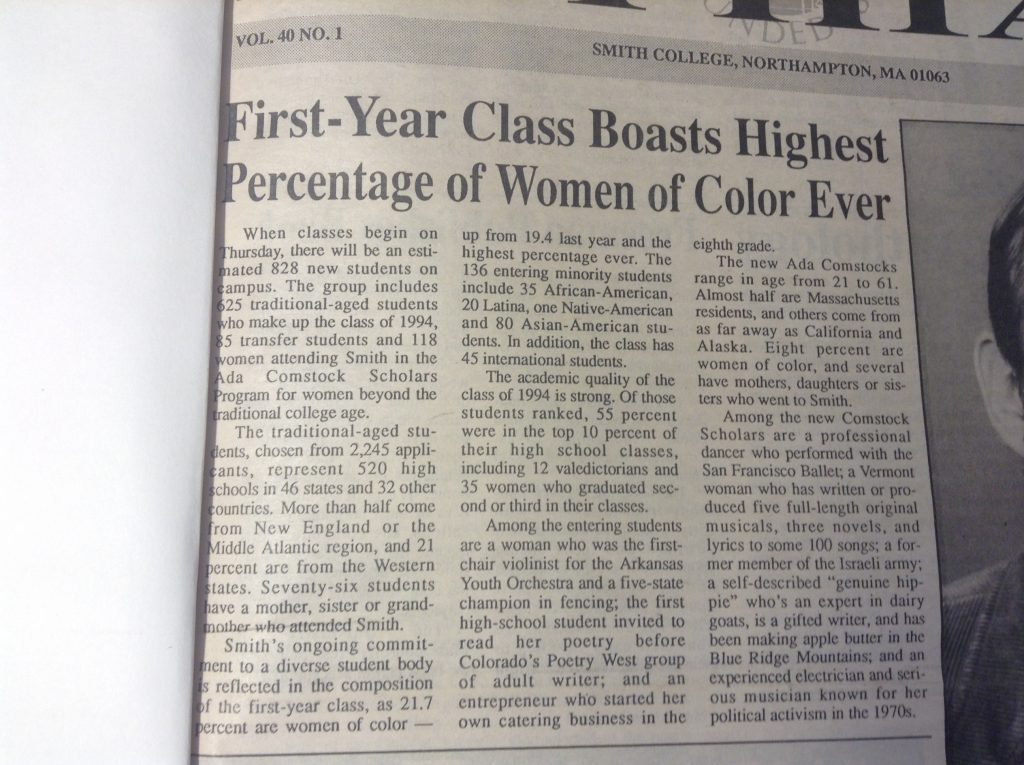 VOL. 40 NO. 1
SMITH COLLEGE, NORTHAMPTON, MA 01063
First-Year Class Boasts Highest
Percentage of Women of Color Ever
When classes begin on
Thursday, there will be an esti-
mated 828 new students on
campus. The group includes
625 traditional-aged students
who make up the class of 1994,
85 transfer students and 118
women attending Smith in the
Ada Comstock Scholars
Program for women beyond the
traditional college age.
The traditional-aged stu-
dents, chosen from 2,245 appli-
cants, represent 520 high
schools in 46 states and 32 other
countries. More than half come
from New England or the
Middle Atlantic region, and 21
percent are from the Western
states. Seventy-six students
have a mother, sister or grand-
mother who attended Smith.
Smith's ongoing commit-
ment to a diverse student body
is reflected in the composition
of the first-year class, as 21.7
percent are women of color —
up from 19.4 last year and the
highest percentage ever. The
136 entering minority students
include 35 African-American,
20 Latina, one Native-American
and 80 Asian-American stu-
dents. In addition, the class has
45 international students.
The academic quality of the
class of 1994 is strong. Of those
students ranked, 55 percent
were in the top 10 percent of
their high school classes,
including 12 valedictorians and
35 women who graduated sec-
ond or third in their classes.
Among the entering students
are a woman who was the first-
chair violinist for the Arkansas
Youth Orchestra and a five-state
champion in fencing; the first
high-school student invited to
read her poetry before
Colorado's Poetry West group
of adult writer; and an
entrepreneur who started her
own catering business in the
eighth grade.
The new Ada Comstocks
range in age from 21 to 61.
Almost half are Massachusetts
residents, and others come from
as far away as California and
Alaska. Eight percent are
women of color, and several
have mothers, daughters or sis-
ters who went to Smith.
Among the new Comstock
Scholars are a professional
dancer who performed with the
San Francisco Ballet; a Vermont
woman who has written or pro-
duced five full-length original
musicals, three novels, and
lyrics to some 100 songs; a for-
mer member of the Israeli army;
a self-described "genuine hip-
pie" who's an expert in dairy
goats, is a gifted writer, and has
been making apple butter in the
Blue Ridge Mountains; and an
experienced electrician and seri-
ous musician known for her
political activism in the 1970s.